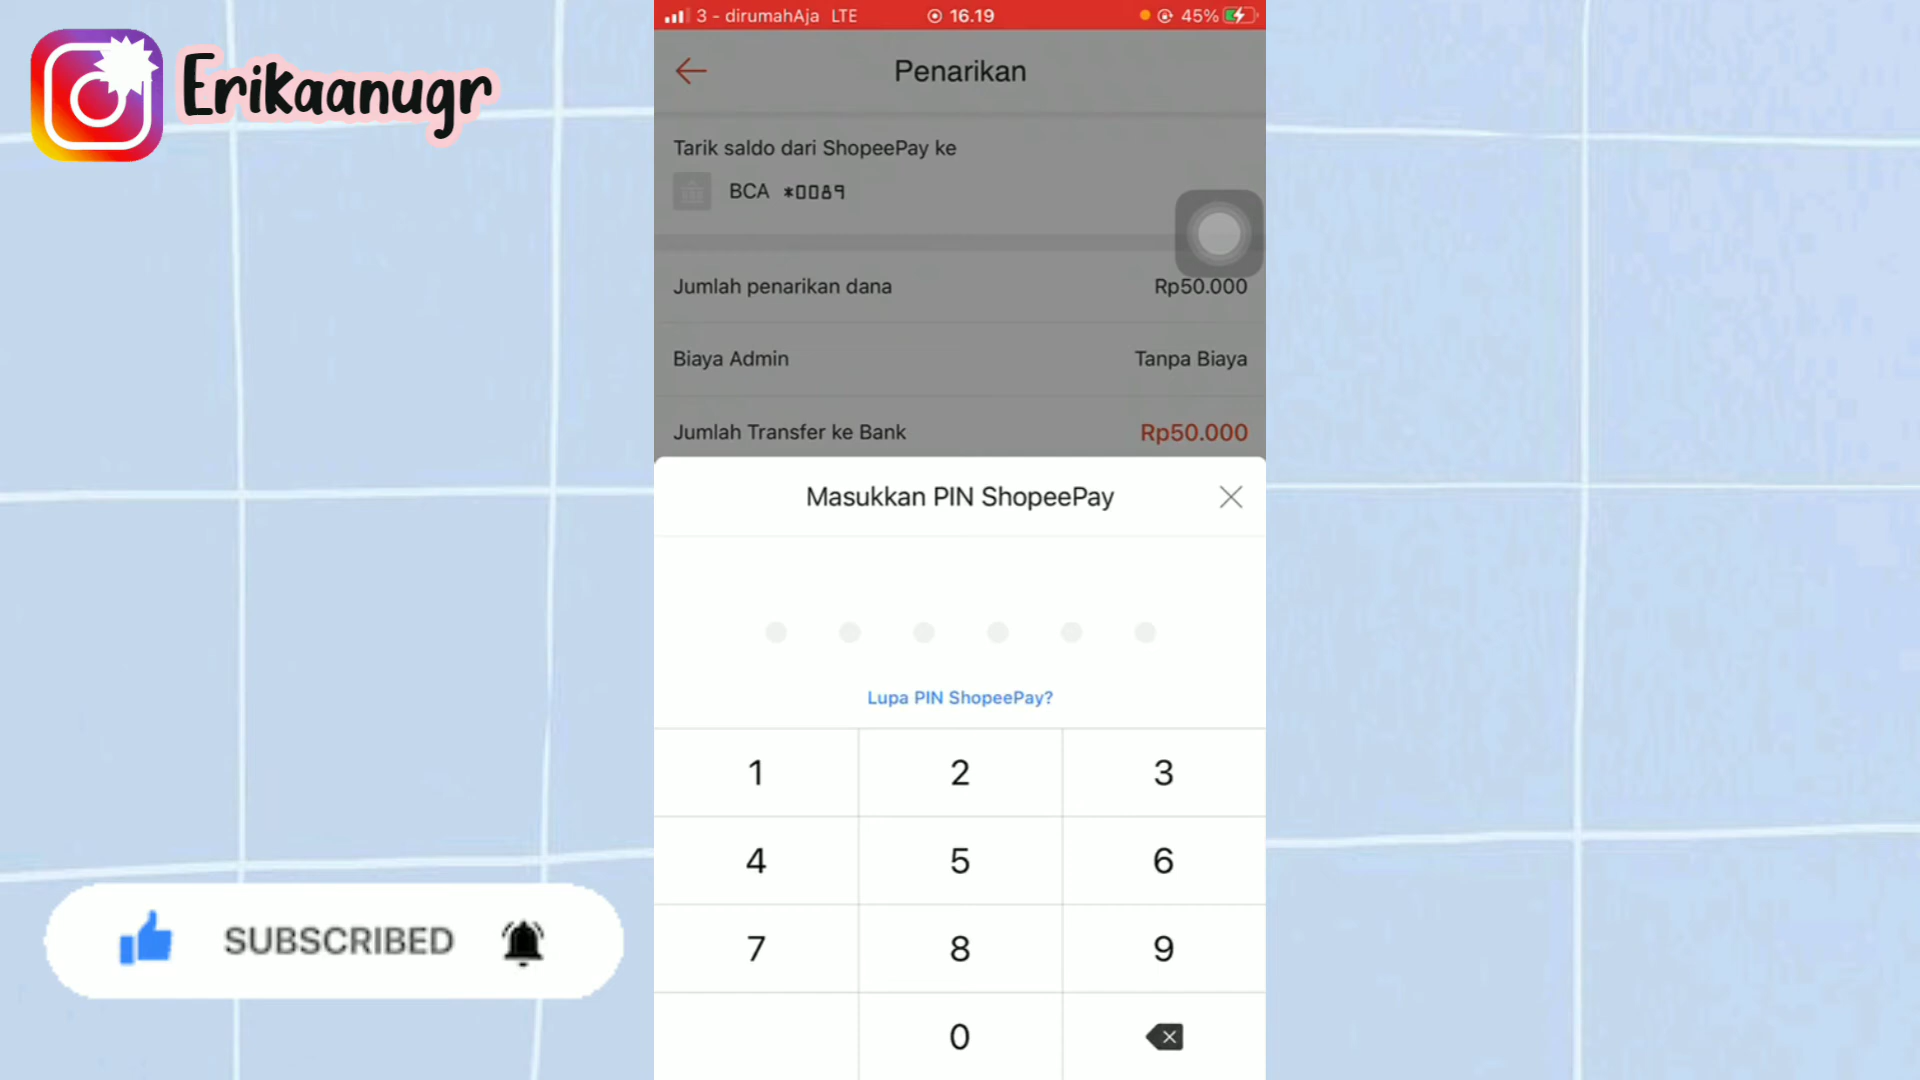 Erikaanugr
3 - dirumahAja LTE 16.19 45%
Penarikan
Tarik saldo dari ShopeePay ke
BCA *0089
Jumlah penarikan dana Rp50.000
Biaya Admin Tanpa Biaya
Jumlah Transfer ke Bank Rp50.000
Masukkan PIN ShopeePay
Lupa PIN ShopeePay?
1 2 3
4 5 6
7 8 9
0
SUBSCRIBED